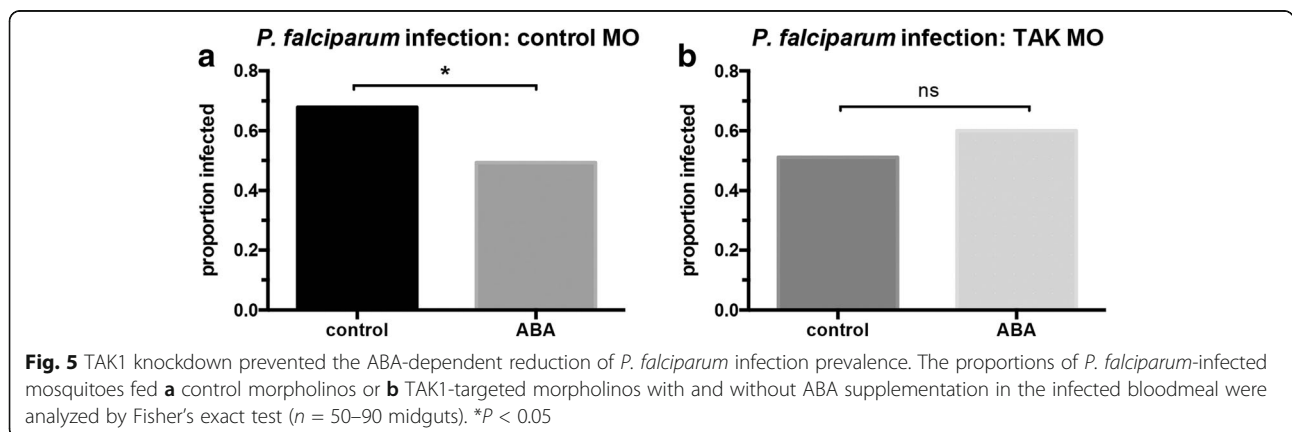 P. falciparum infection: control MO
a
*
0.8
0.6
0.4
0.2
0.0
proportion infected
control
ABA
P. falciparum infection: TAK MO
b
ns
0.8
0.6
0.4
0.2
0.0
proportion infected
control
ABA
Fig. 5 TAK1 knockdown prevented the ABA-dependent reduction of P. falciparum infection prevalence. The proportions of P. falciparum-infected
mosquitoes fed a control morpholinos or b TAK1-targeted morpholinos with and without ABA supplementation in the infected bloodmeal were
analyzed by Fisher's exact test (n = 50–90 midguts). *P < 0.05